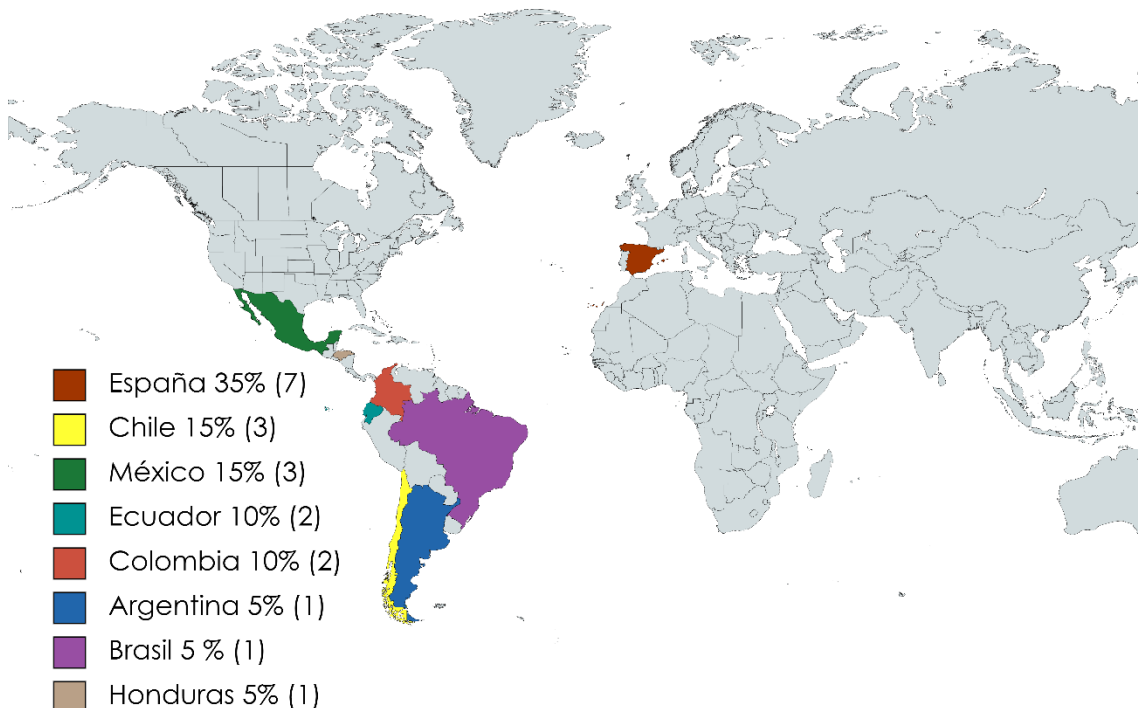 España 35% (7)
Chile 15% (3)
México 15% (3)
Ecuador 10% (2)
Colombia 10% (2)
Argentina 5% (1)
Brasil 5 % (1)
Honduras 5% (1)